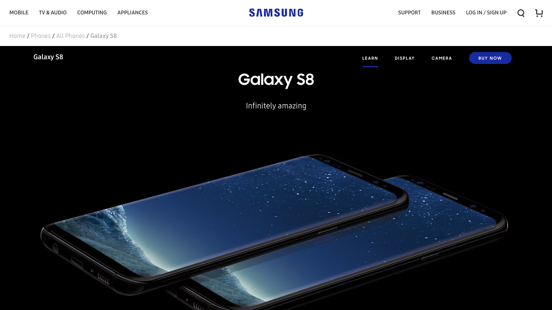 MOBILE TV & AUDIO COMPUTING APPLIANCES SAMSUNG SUPPORT BUSINESS LOG IN / SIGN UP
Home / Phones / All Phones / Galaxy S8
Galaxy S8 LEARN DISPLAY CAMERA BUY NOW
Galaxy S8
Infinitely amazing